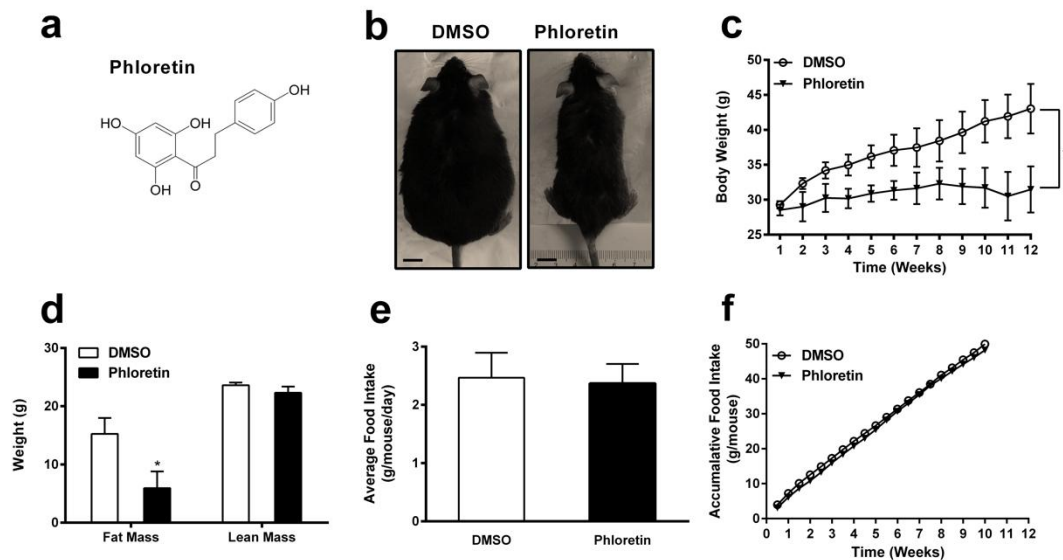 a
Phloretin
OH
HO
OH
O
OH
b
DMSO
Phloretin
c
DMSO
Phloretin
Body Weight (g)
50
45
40
35
30
25
1 2 3 4 5 6 7 8 9 10 11 12
Time (Weeks)
*
d
DMSO
Phloretin
Weight (g)
30
20
10
0
*
Fat Mass Lean Mass
e
Average Food Intake
(g/mouse/day)
3
2
1
0
DMSO Phloretin
f
DMSO
Phloretin
Accumalative Food Intake
(g/mouse)
50
40
30
20
10
0
0 1 2 3 4 5 6 7 8 9 10 11 12
Time (Weeks)